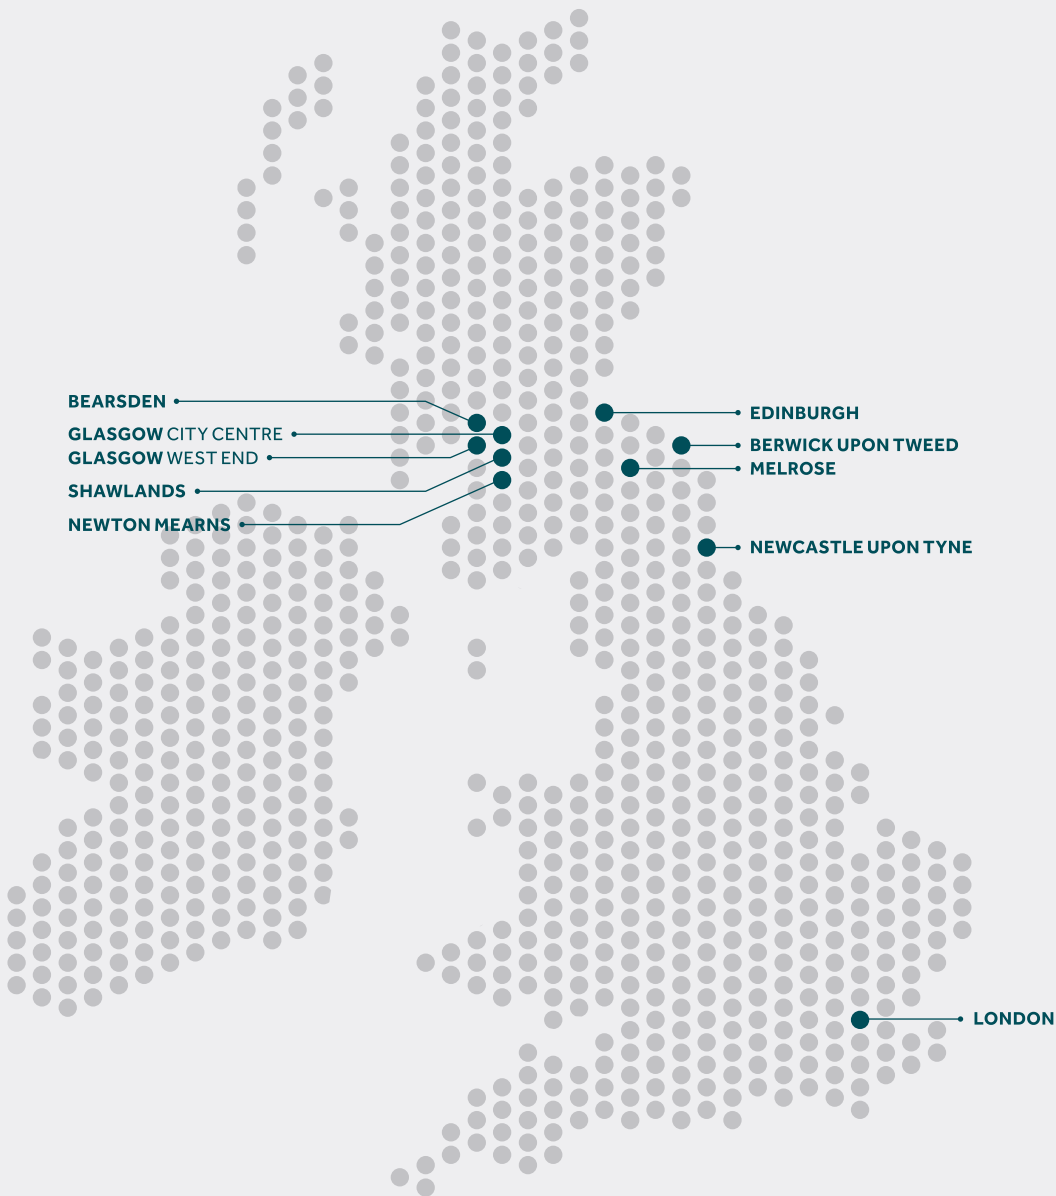 BEARSDEN
GLASGOW CITY CENTRE
GLASGOW WEST END
SHAWLANDS
NEWTON MEARNS
EDINBURGH
BERWICK UPON TWEED
MELROSE
NEWCASTLE UPON TYNE
LONDON